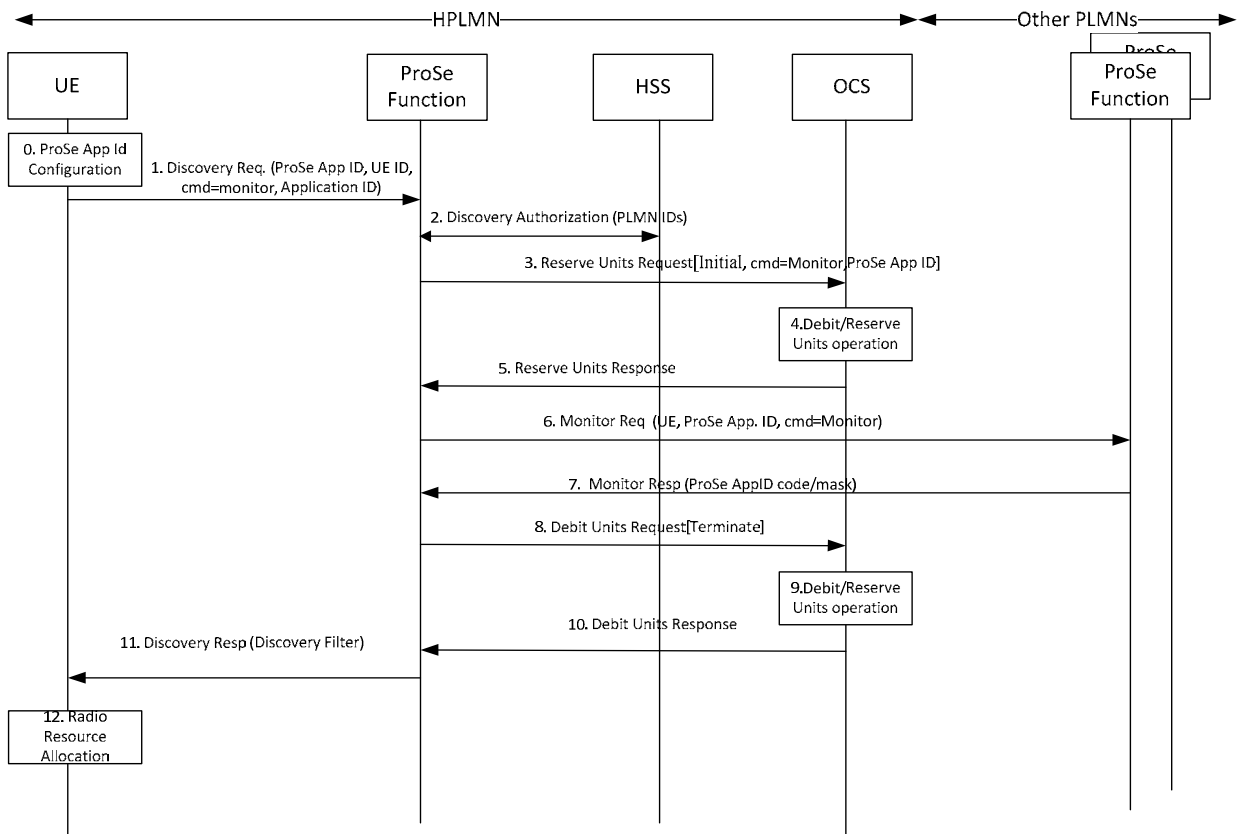 HPLMN
Other PLMNs
UE
ProSe
Function
HSS
OCS
ProSe
ProSe
Function
0. ProSe App Id
Configuration
1. Discovery Req. (ProSe App ID, UE ID,
cmd=monitor, Application ID)
2. Discovery Authorization (PLMN IDs)
3. Reserve Units Request[Initial, cmd=Monitor,ProSe App ID]
4.Debit/Reserve
Units operation
5. Reserve Units Response
6. Monitor Req (UE, ProSe App. ID, cmd=Monitor)
7. Monitor Resp (ProSe AppID code/mask)
8. Debit Units Request[Terminate]
9.Debit/Reserve
Units operation
10. Debit Units Response
11. Discovery Resp (Discovery Filter)
12. Radio
Resource
Allocation